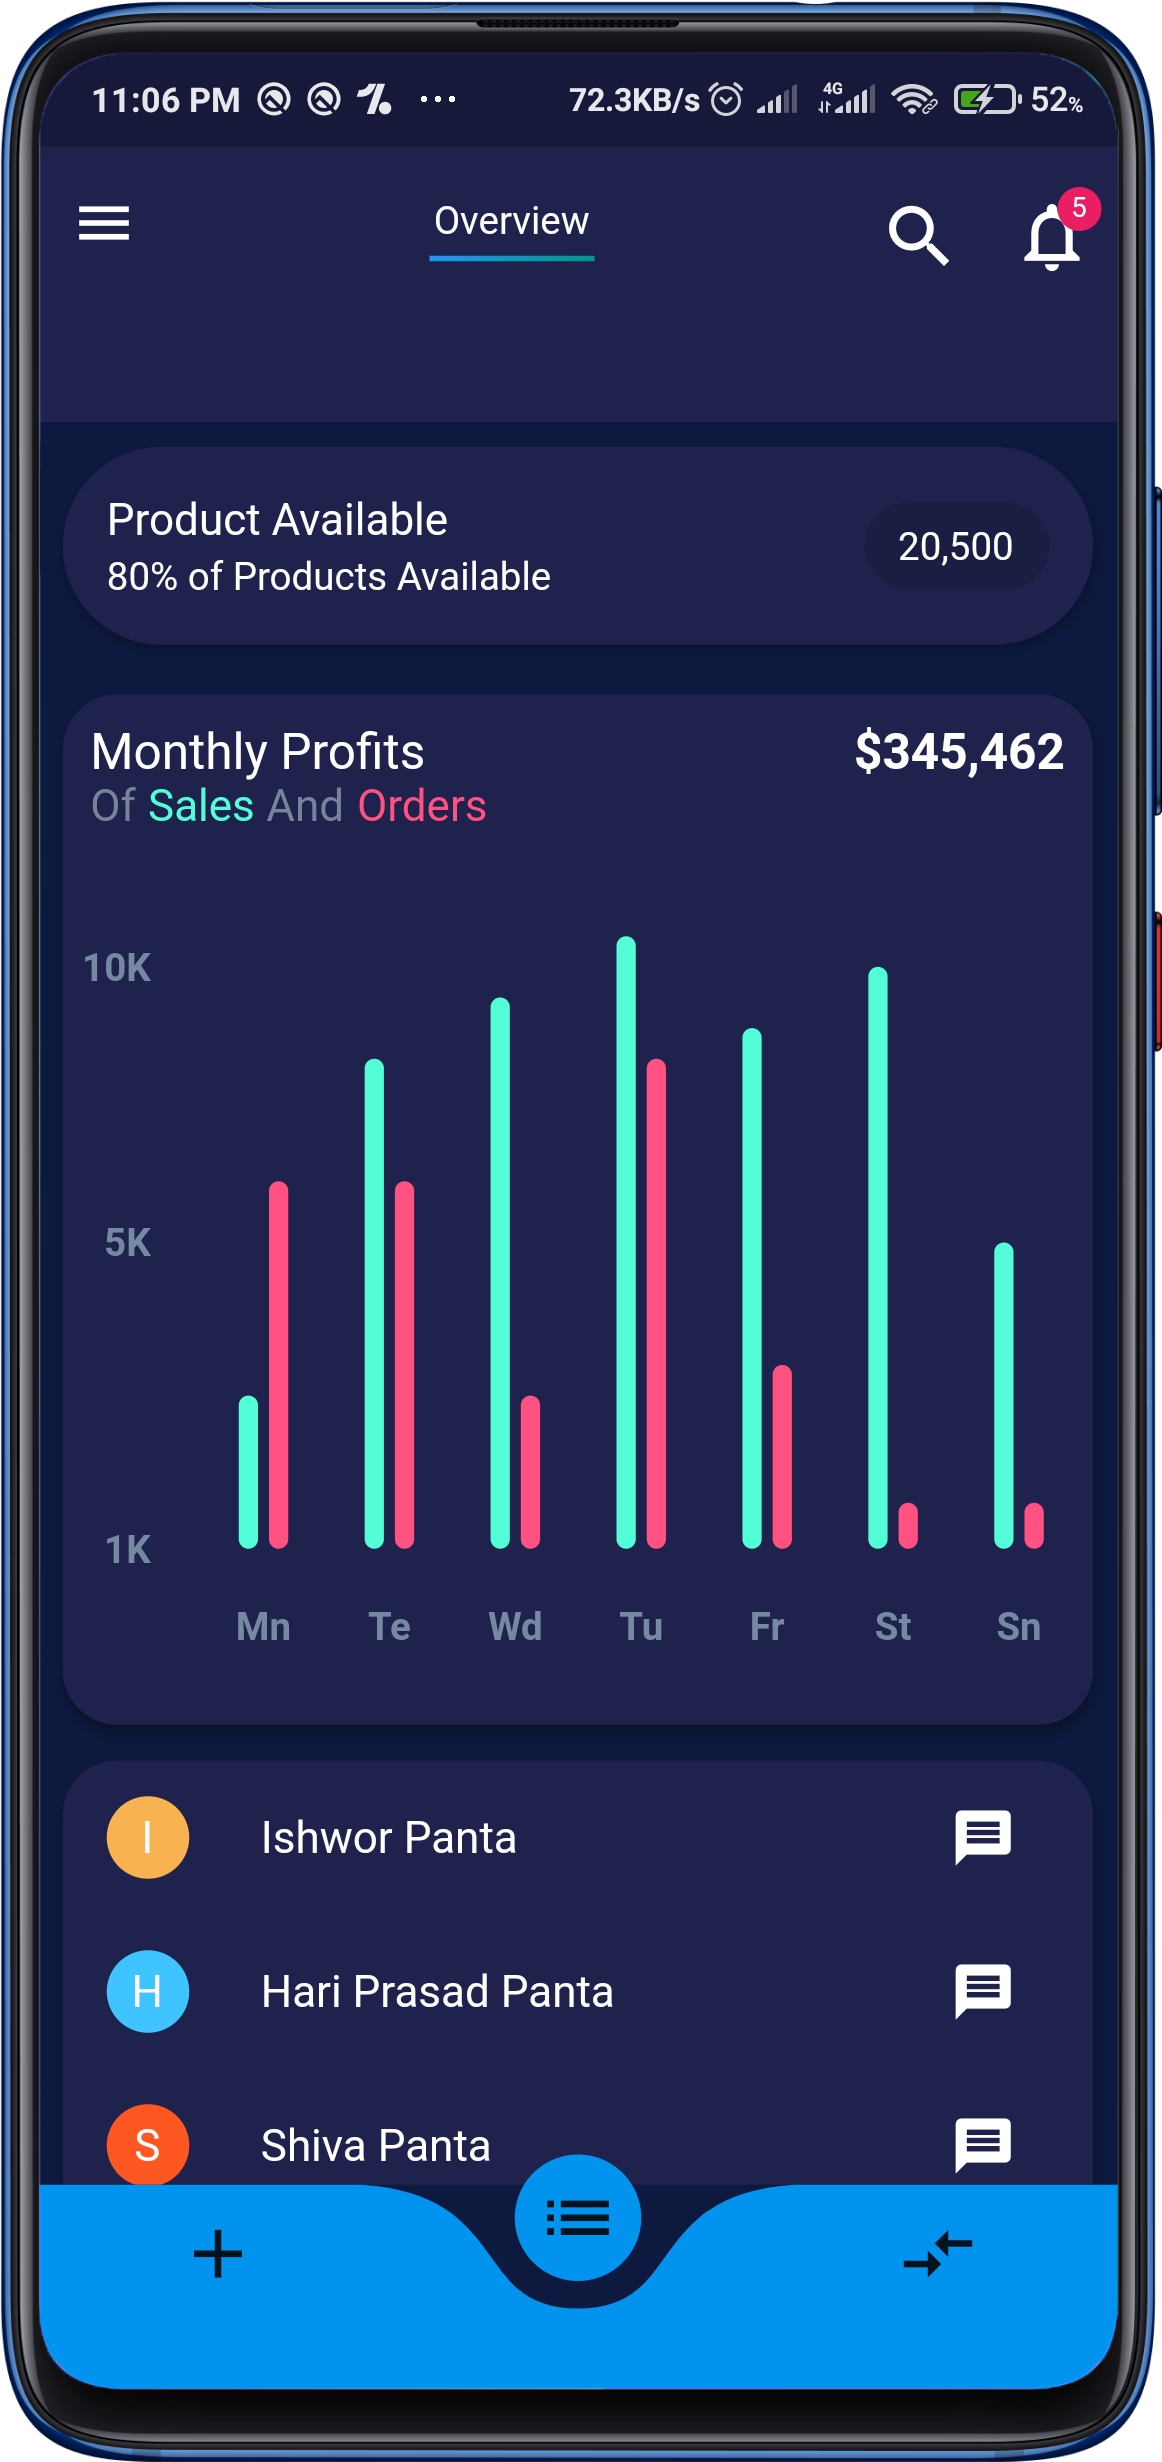 11:06 PM ... 72.3KB/s 4G 52%
Overview
5
Product Available
80% of Products Available
20,500
Monthly Profits
$345,462
Of Sales And Orders
10K
5K
1K
Mn Te Wd Tu Fr St Sn
I Ishwor Panta
H Hari Prasad Panta
S Shiva Panta